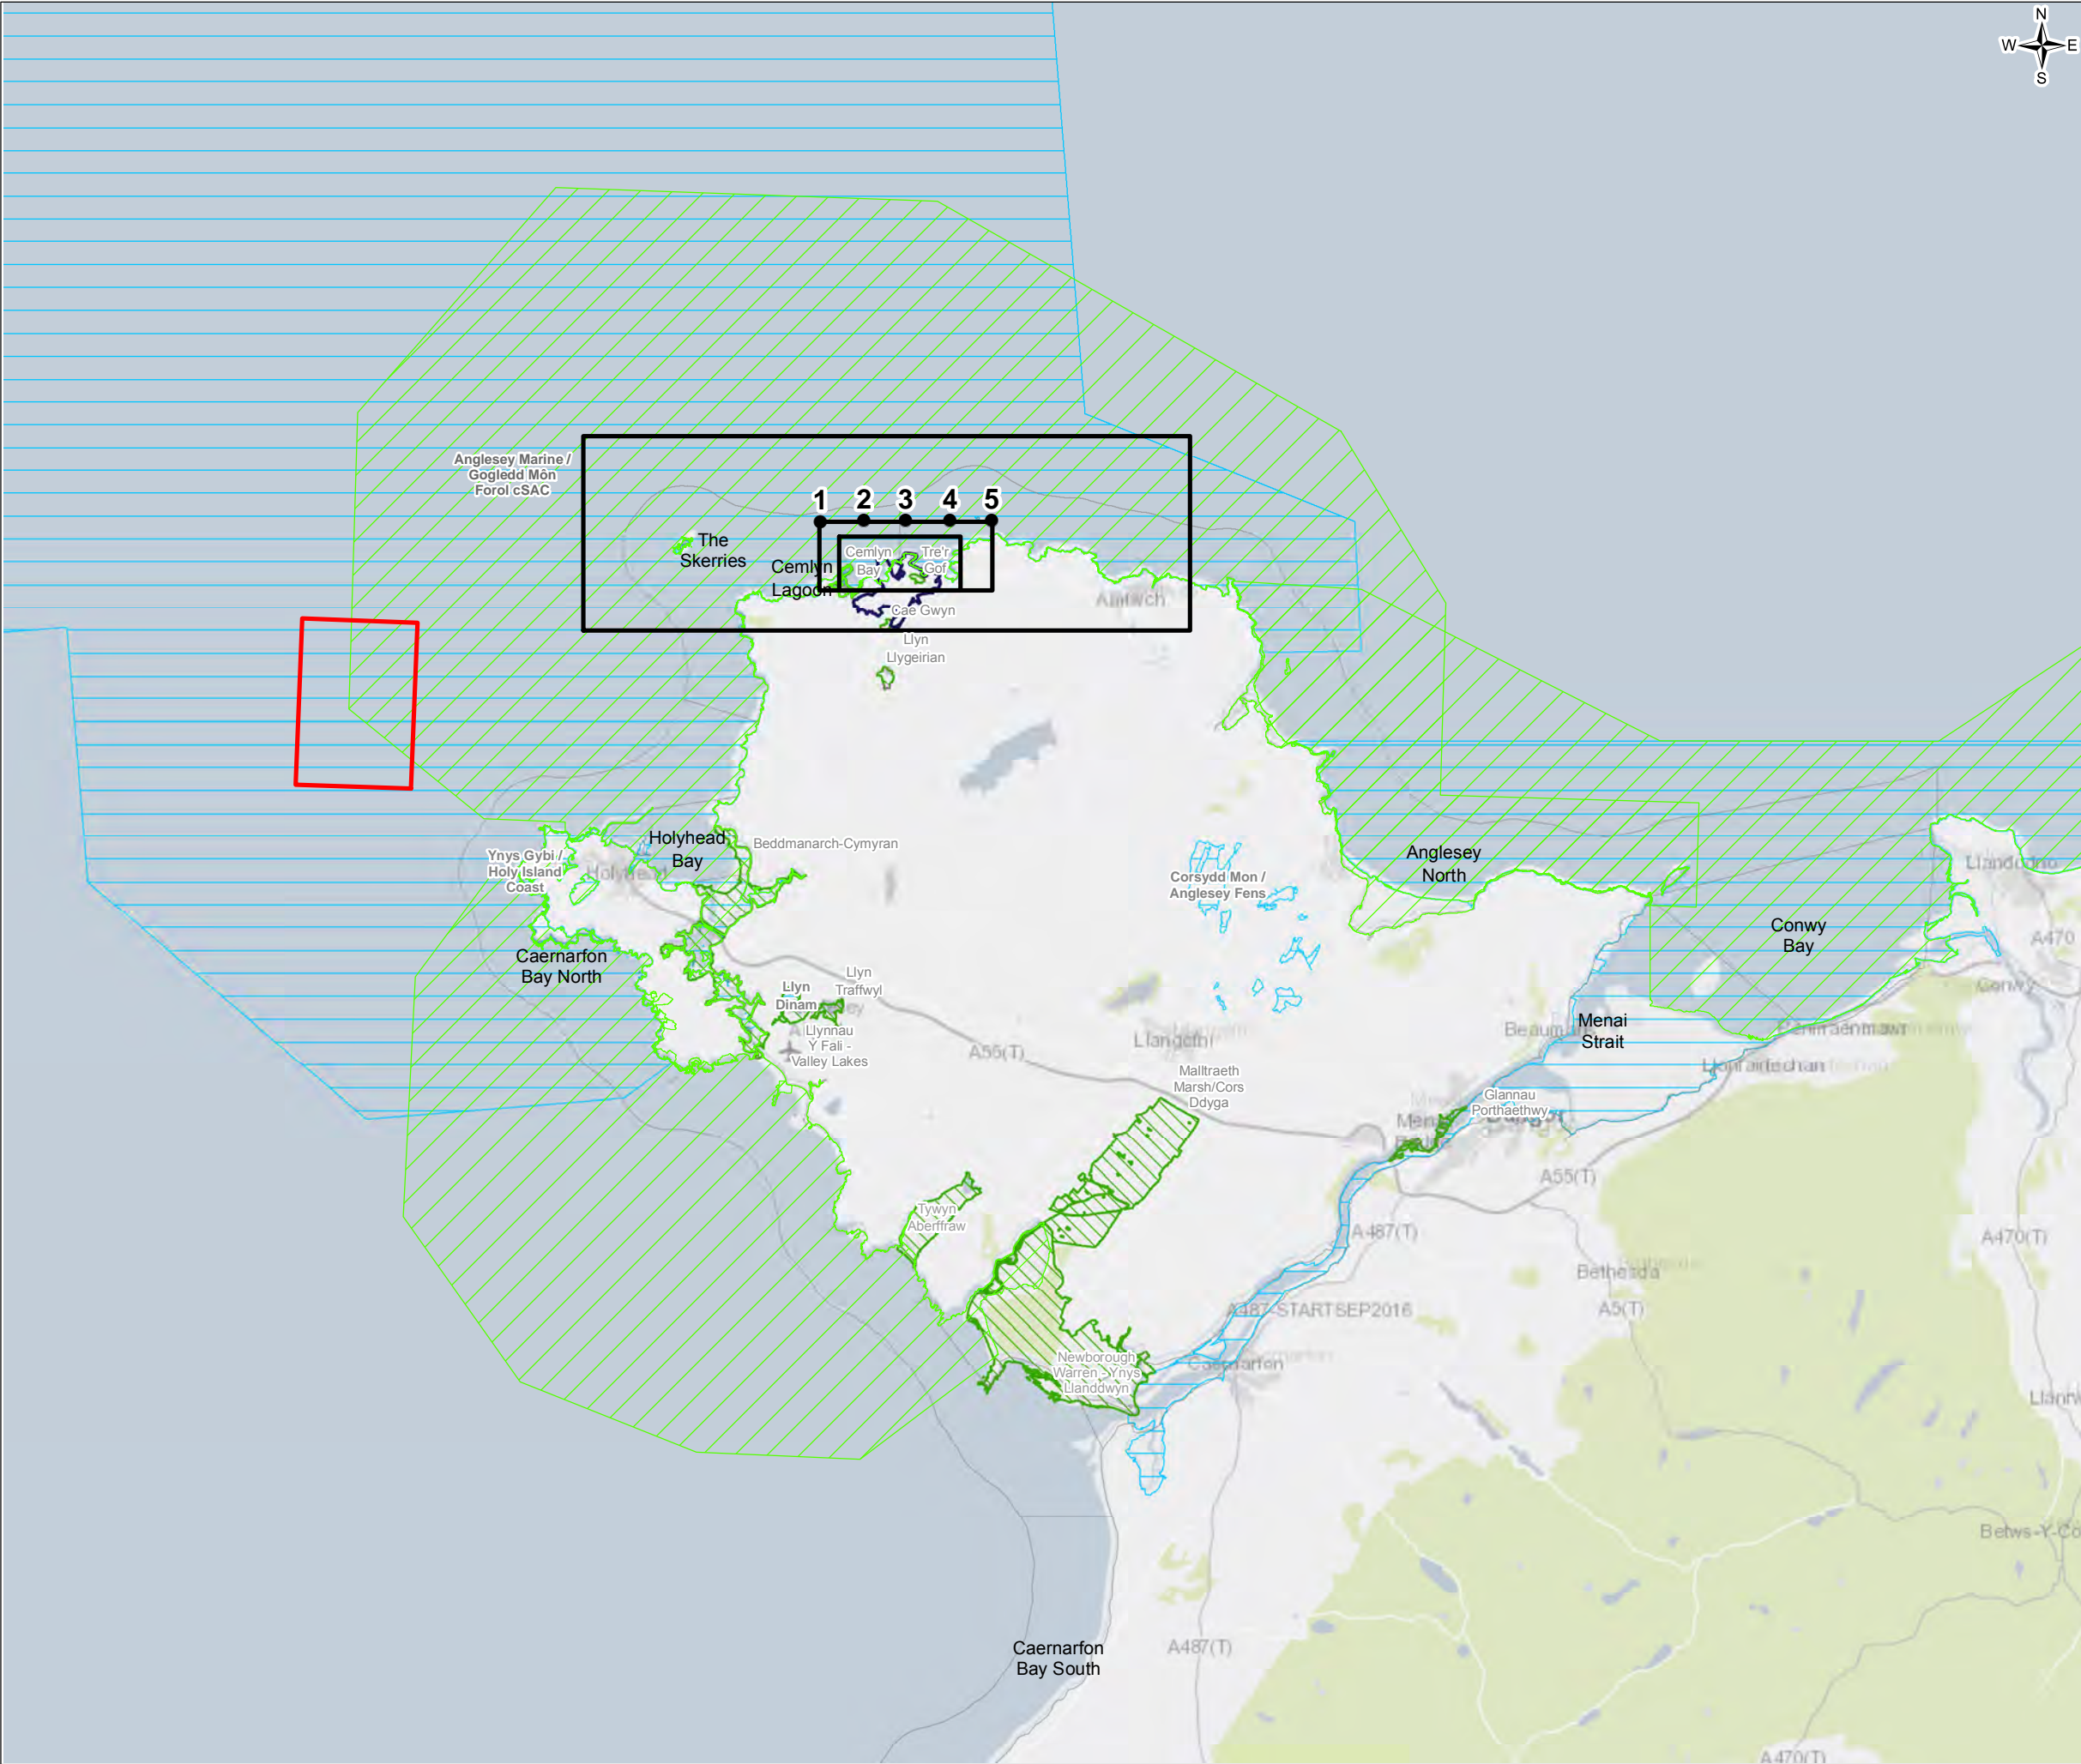 N
W E
S
Anglesey Marine /
Gogledd Môn
Forol cSAC
1 2 3 4 5
The
Skerries
Cemlyn
Bay
Tre'r
Gof
Cemlyn
Lagoon
Cae Gwyn
Amlwch
Llyn
Llygeirian
Holyhead
Bay
Beddmanarch-Cymyran
Ynys Gybi /
Holy Island
Coast
Holyhead
Anglesey
North
Llandudno
Corsydd Mon /
Anglesey Fens
Conwy
Bay
A470
Caernarfon
Bay North
Llyn
Traffwyl
Llyn
Dinam
Conwy
Menai
Strait
Llynnau
Y Fali -
Valley Lakes
A55(T)
Llangefni
Malltraeth
Marsh/Cors
Ddyga
Glannau
Porthaethwy
A55(T)
Tywyn
Aberffraw
A487(T)
A470(T)
Bethesda
A487-STARTSEP2016
A5(T)
Newborough
Warren - Ynys
Llanddwyn
Caernarfon
Betws-Y-Co
Caernarfon
Bay South
A487(T)
A470(T)